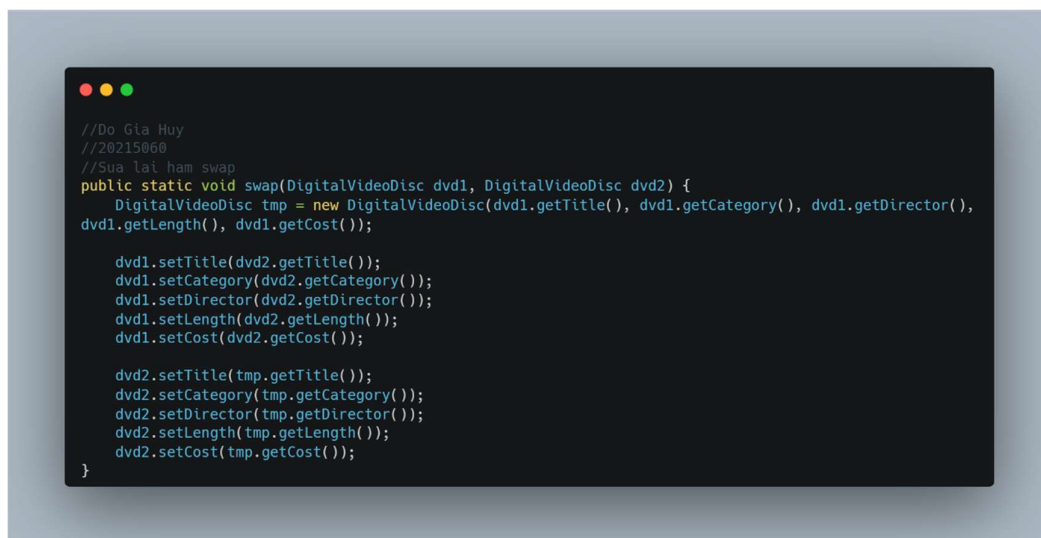 //Do Gia Huy
//20215060
//Sua lai ham swap
public static void swap(DigitalVideoDisc dvd1, DigitalVideoDisc dvd2) {
    DigitalVideoDisc tmp = new DigitalVideoDisc(dvd1.getTitle(), dvd1.getCategory(), dvd1.getDirector(),
dvd1.getLength(), dvd1.getCost());

    dvd1.setTitle(dvd2.getTitle());
    dvd1.setCategory(dvd2.getCategory());
    dvd1.setDirector(dvd2.getDirector());
    dvd1.setLength(dvd2.getLength());
    dvd1.setCost(dvd2.getCost());

    dvd2.setTitle(tmp.getTitle());
    dvd2.setCategory(tmp.getCategory());
    dvd2.setDirector(tmp.getDirector());
    dvd2.setLength(tmp.getLength());
    dvd2.setCost(tmp.getCost());
}